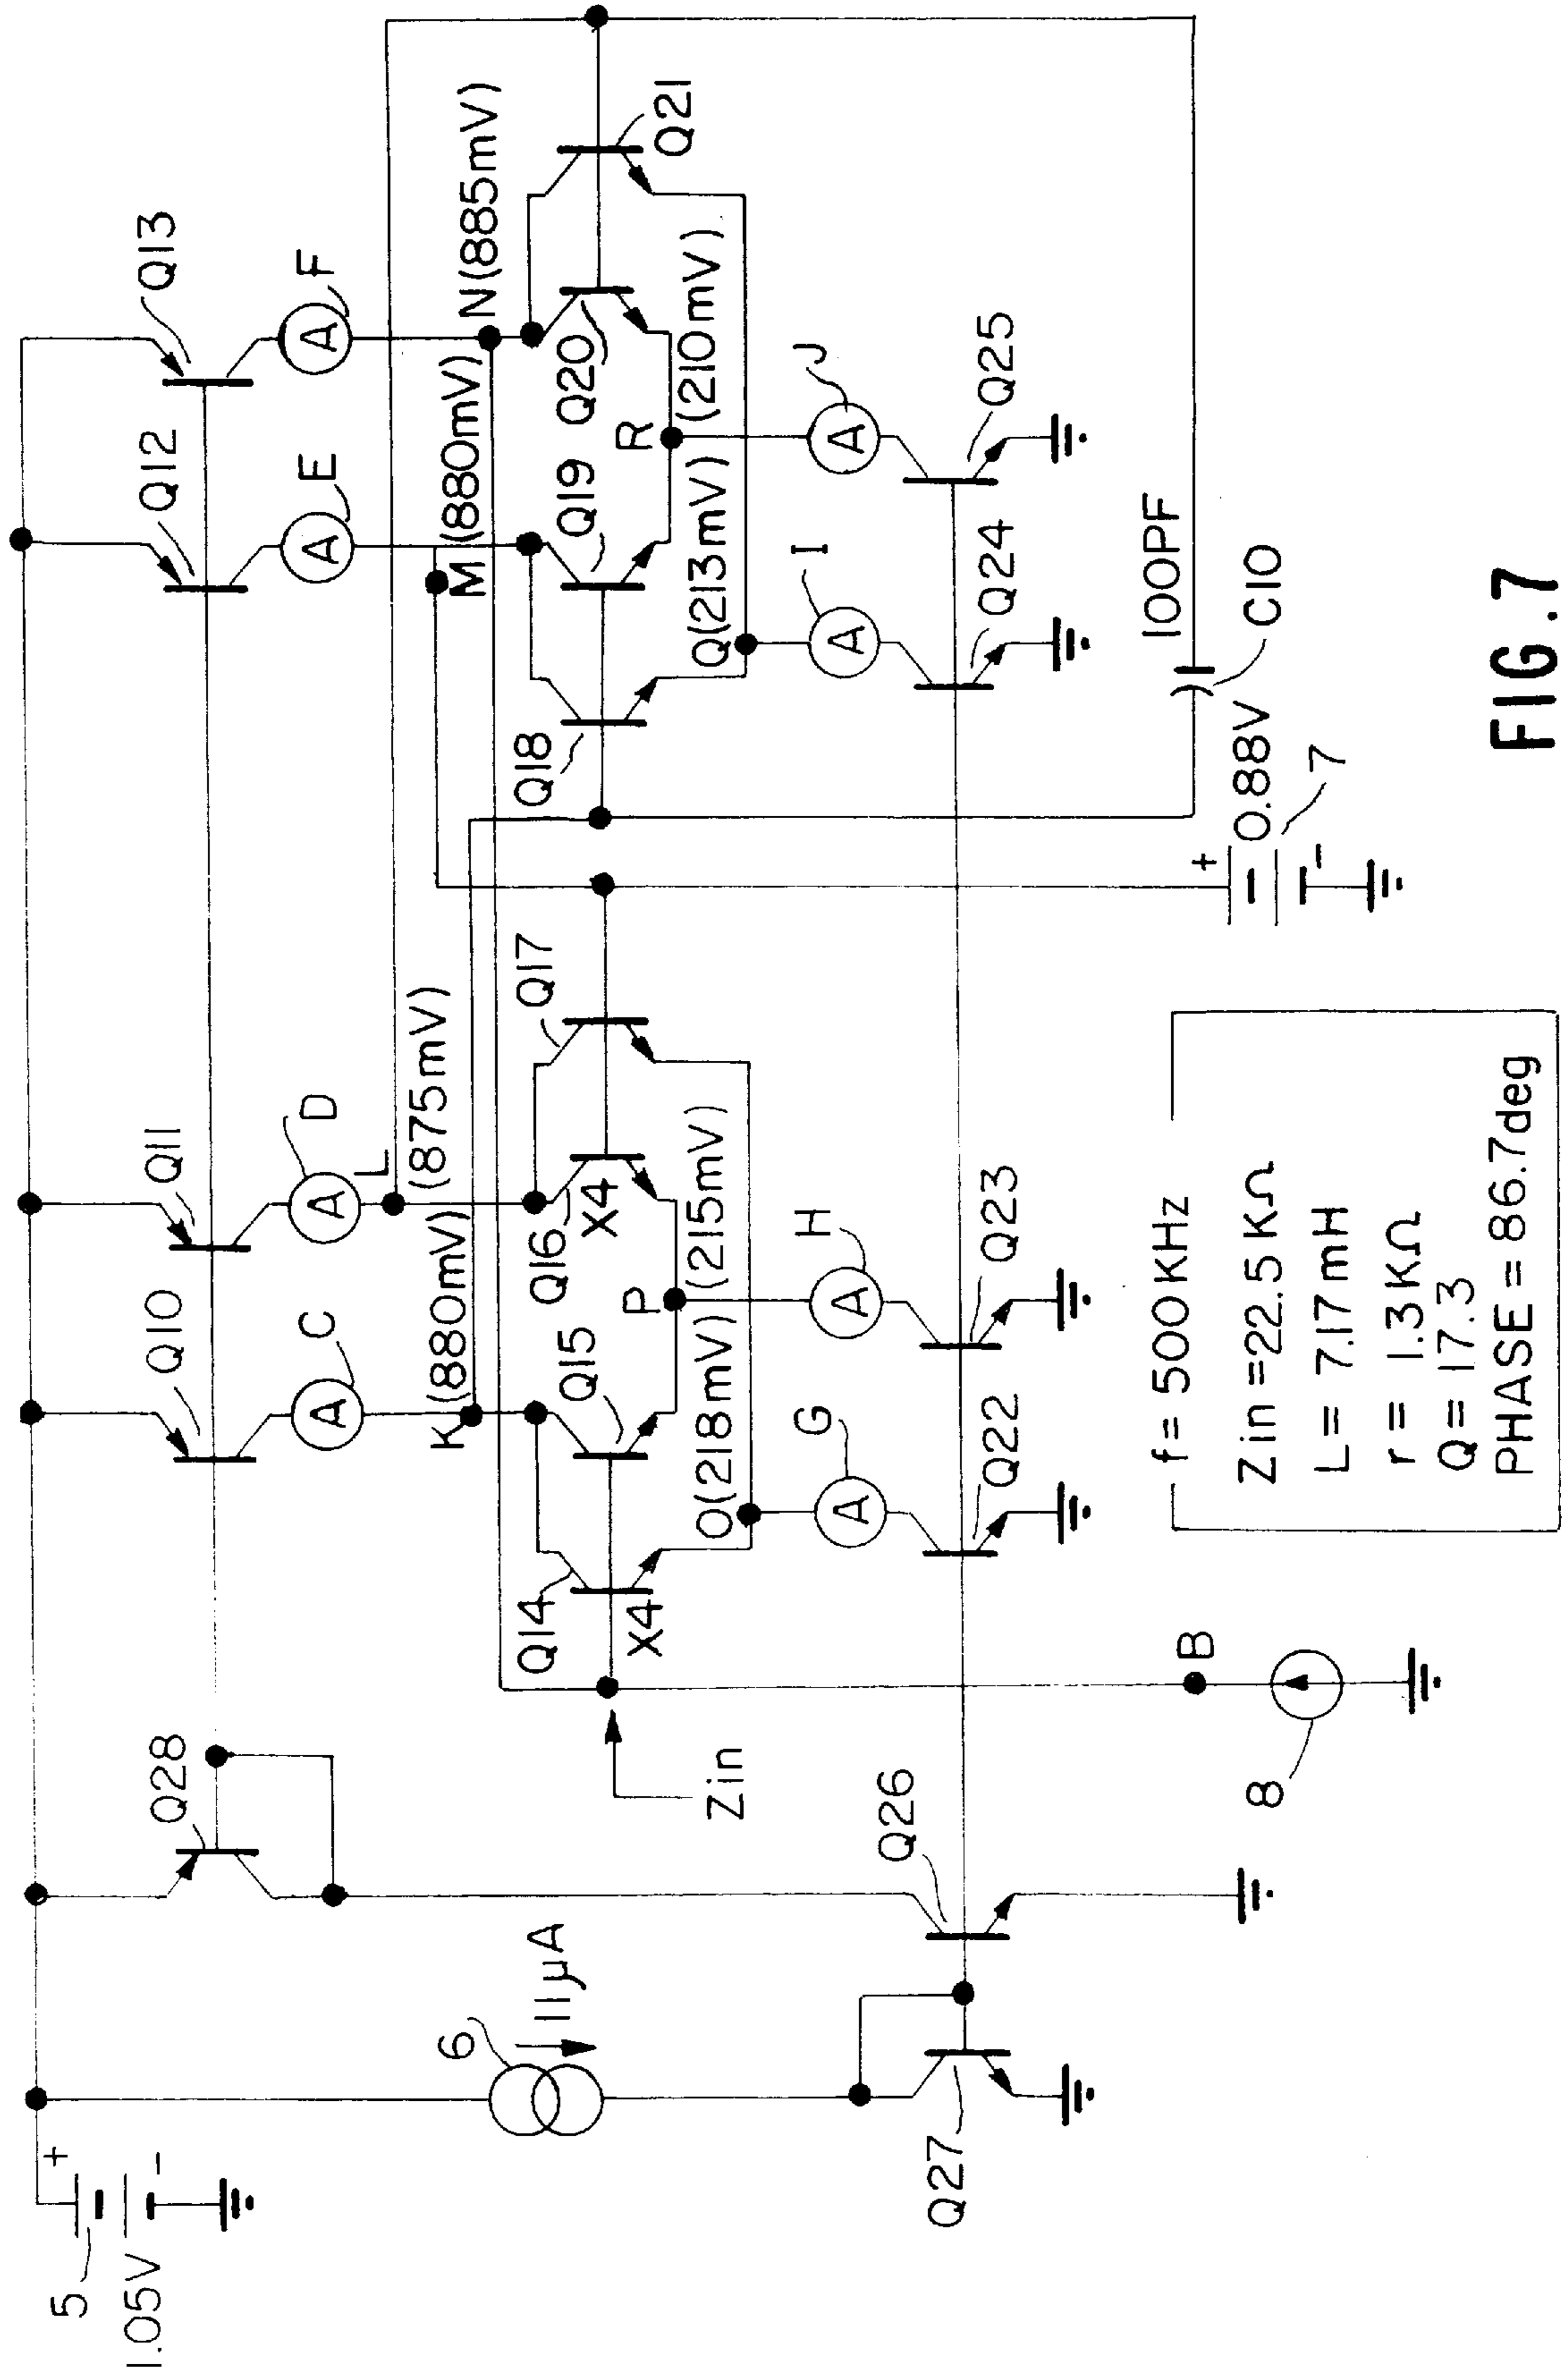 5
1.05V
+
-
6
11µA
Q27
Q28
Q26
Zin
8
B
Q10
C
A
K (880mV)
Q11
D
A
L (875mV)
Q14
X4
Q15
Q16
X4
Q17
P (215mV)
O(218mV)
G
A
H
A
Q22
Q23
Q12
E
A
M (880mV)
Q13
F
A
N(885mV)
Q18
Q19
Q20
Q21
R (210mV)
Q(213mV)
I
A
J
A
Q24
Q25
+
-
0.88V
7
100PF
C10
f = 500KHz
Zin = 22.5 KΩ
L = 7.17mH
r = 1.3KΩ
Q = 17.3
PHASE = 86.7deg
FIG. 7